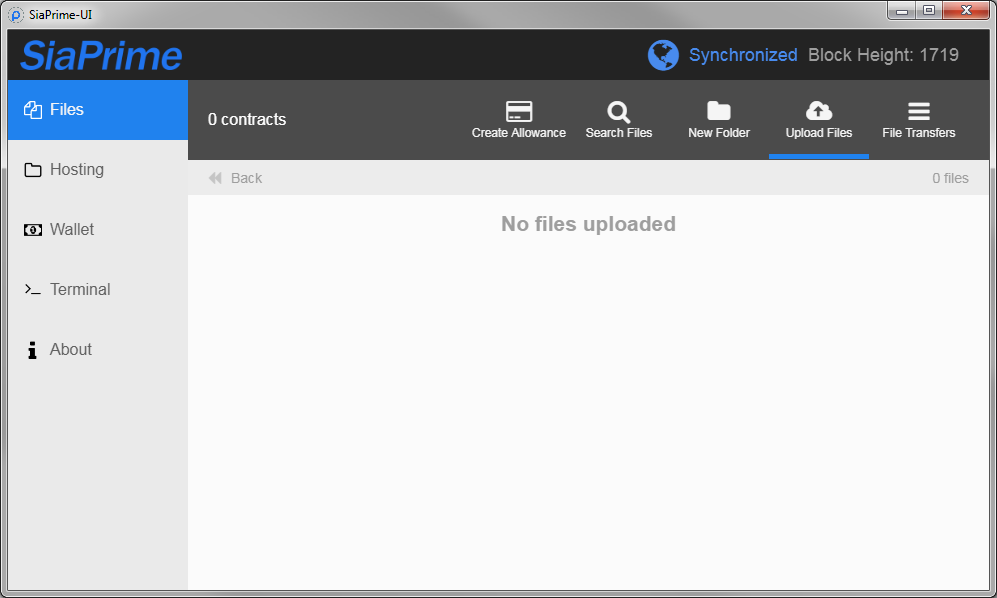 SiaPrime-UI
SiaPrime
Synchronized Block Height: 1719
Files
Hosting
Wallet
Terminal
About
0 contracts
Create Allowance
Search Files
New Folder
Upload Files
File Transfers
Back
0 files
No files uploaded